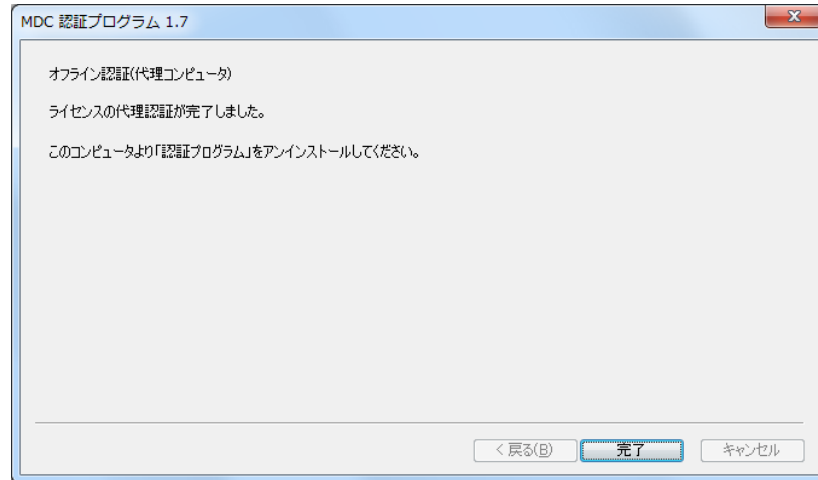 MDC 認証プログラム 1.7
オフライン認証(代理コンピュータ)
ライセンスの代理認証が完了しました。
このコンピュータより「認証プログラム」をアンインストールしてください。
< 戻る(B)
完了
キャンセル